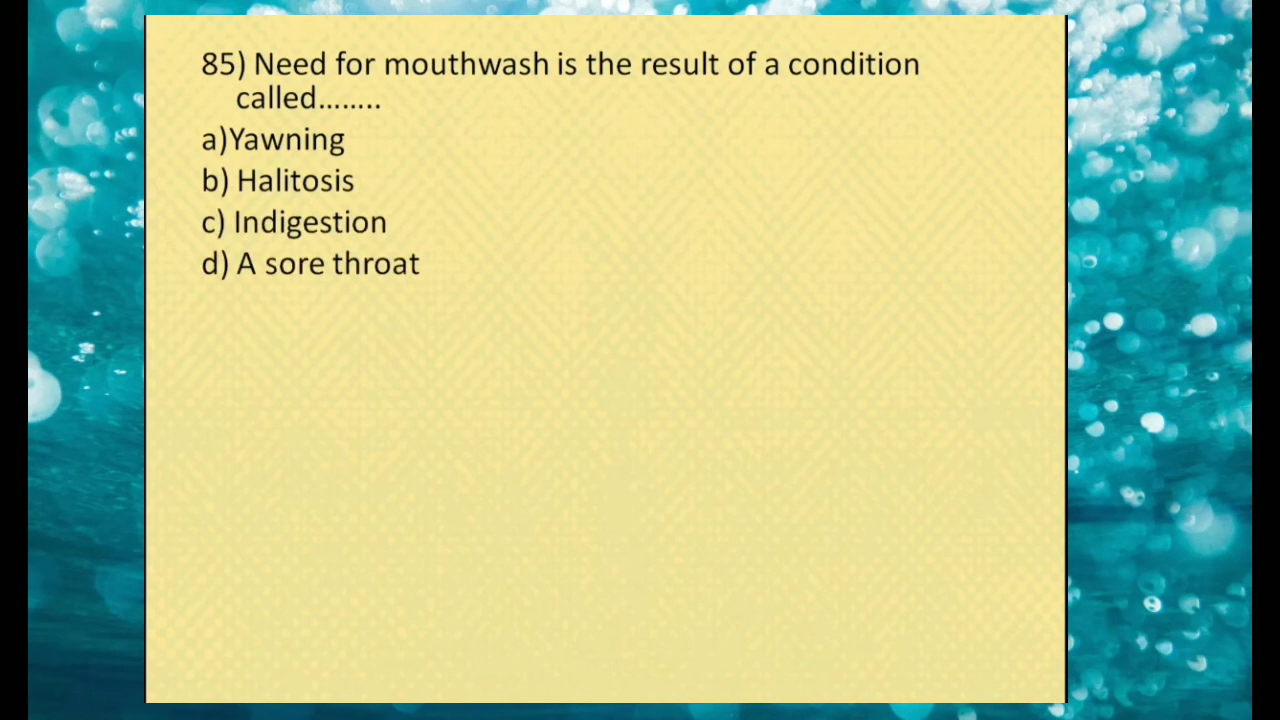 85) Need for mouthwash is the result of a condition
called........
a)Yawning
b) Halitosis
c) Indigestion
d) A sore throat